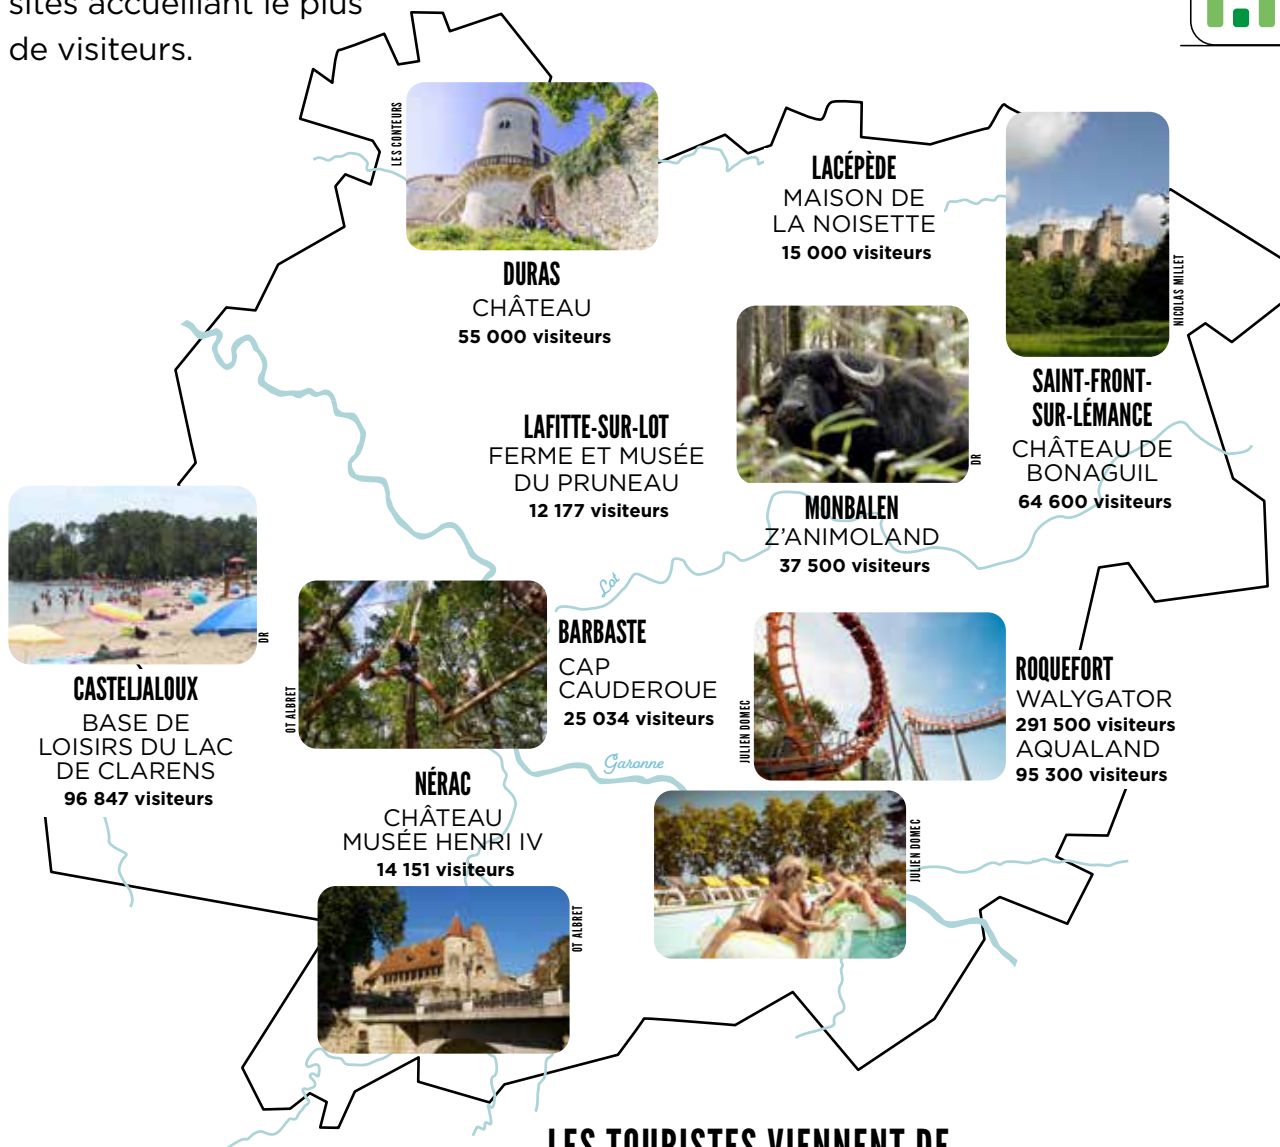 sites accueillant le plus
de visiteurs.
LES CONTEURS
DURAS
CHÂTEAU
55 000 visiteurs
LACÉPÈDE
MAISON DE
LA NOISETTE
15 000 visiteurs
NICOLAS MILLET
SAINT-FRONT-
SUR-LÉMANCE
CHÂTEAU DE
BONAGUIL
64 600 visiteurs
LAFITTE-SUR-LOT
FERME ET MUSÉE
DU PRUNEAU
12 177 visiteurs
DR
MONBALEN
Z'ANIMOLAND
37 500 visiteurs
DR
CASTELJALOUX
BASE DE
LOISIRS DU LAC
DE CLARENS
96 847 visiteurs
Lot
OT ALBRET
BARBASTE
CAP
CAUDEROUE
25 034 visiteurs
Garonne
JULIEN DOMEC
ROQUEFORT
WALYGATOR
291 500 visiteurs
AQUALAND
95 300 visiteurs
JULIEN DOMEC
NÉRAC
CHÂTEAU
MUSÉE HENRI IV
14 151 visiteurs
OT ALBRET
LES TOURISTES VIENNENT DE